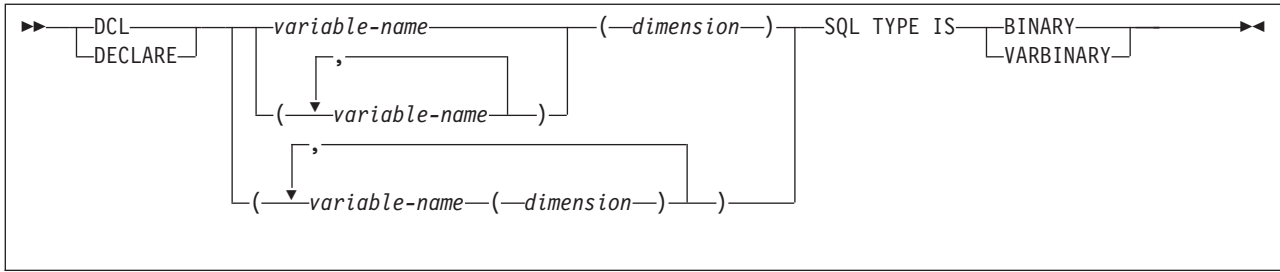 DCL variable-name ( dimension ) SQL TYPE IS BINARY
DECLARE , VARBINARY
( variable-name )
,
( variable-name ( dimension ) )